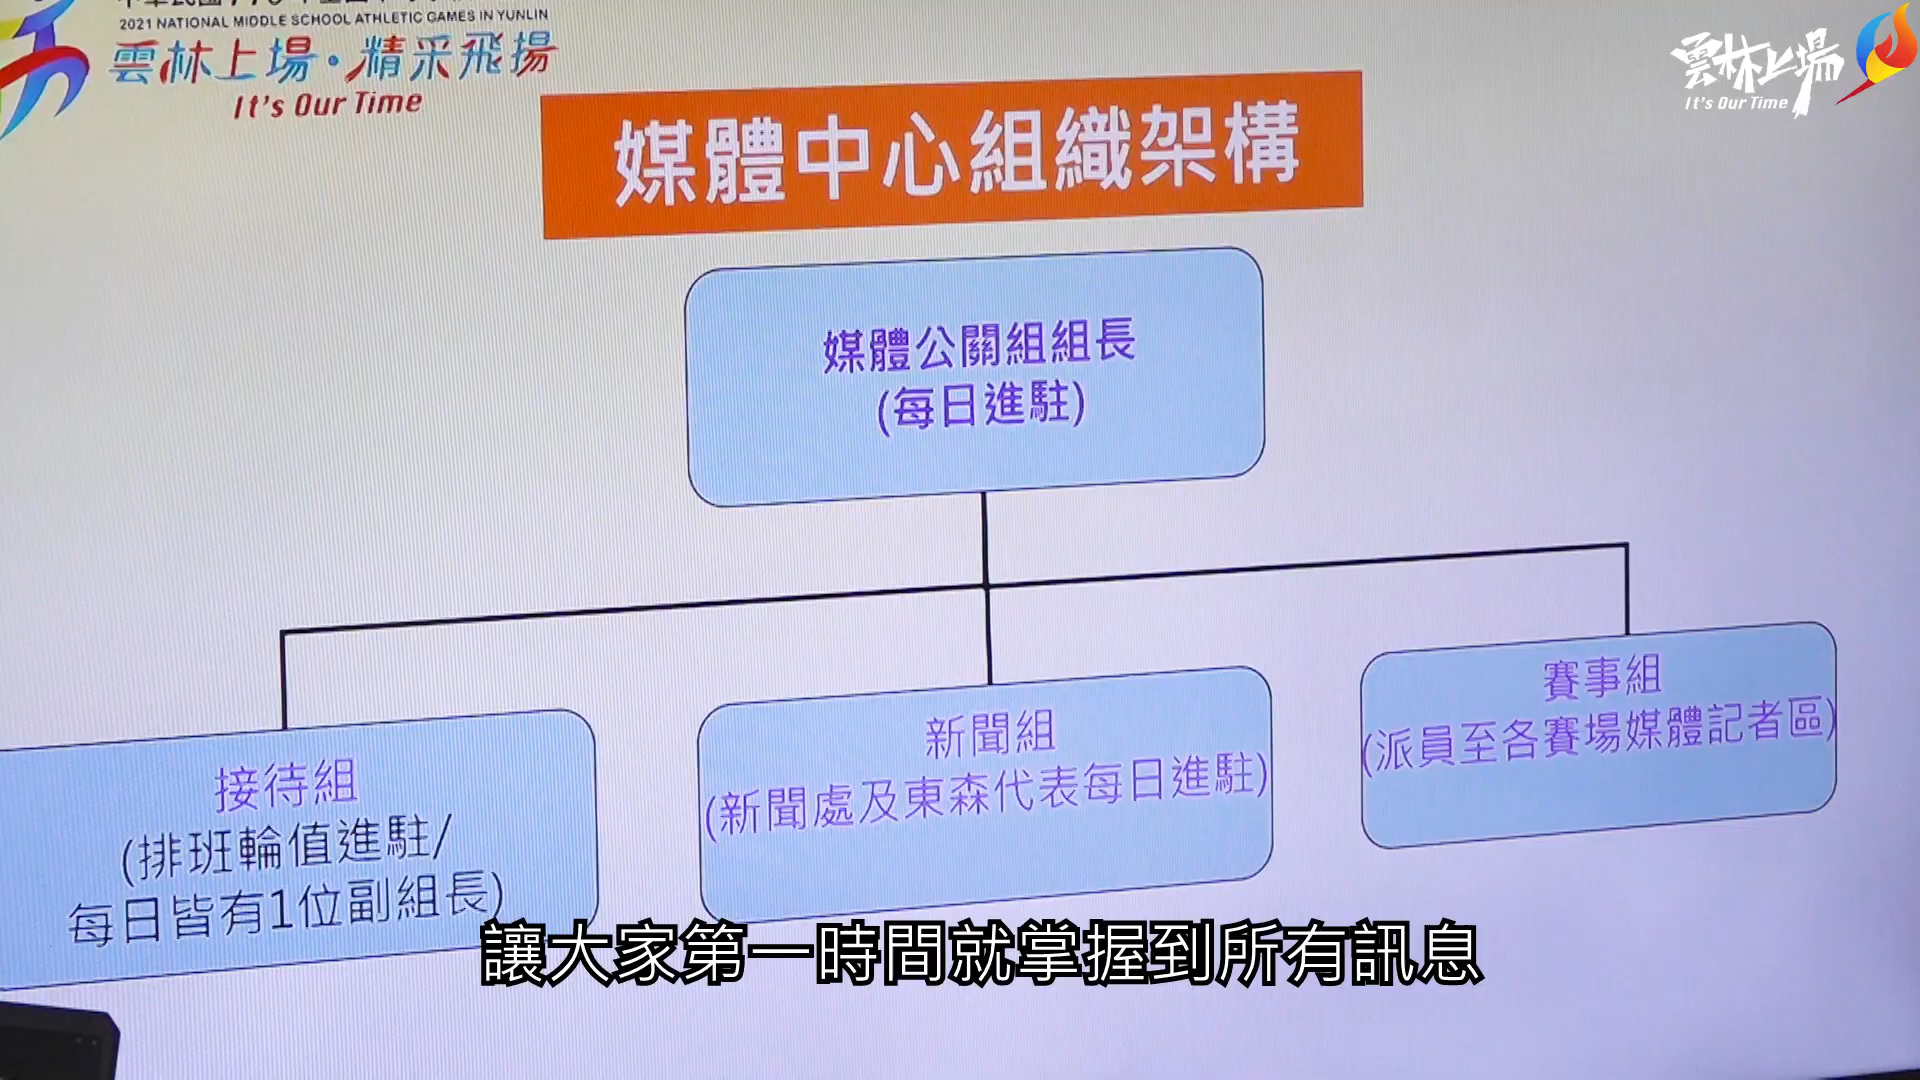 2021 NATIONAL MIDDLE SCHOOL ATHLETIC GAMES IN YUNLIN
雲林上場・精采飛揚
It's Our Time
雲林上場
It's Our Time
媒體中心組織架構
媒體公關組組長
(每日進駐)
接待組
(排班輪值進駐/
每日皆有1位副組長)
新聞組
(新聞處及東森代表每日進駐)
賽事組
(派員至各賽場媒體記者區)
讓大家第一時間就掌握到所有訊息